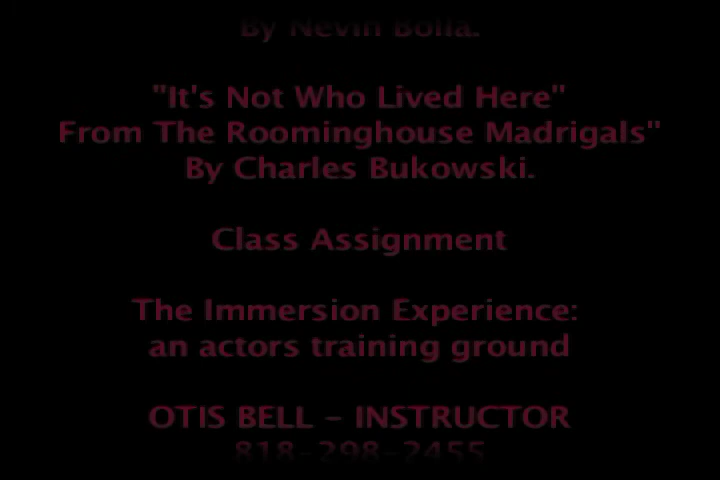 By Nevin Bolla.
"It's Not Who Lived Here"
From The Roominghouse Madrigals"
By Charles Bukowski.
Class Assignment
The Immersion Experience:
an actors training ground
OTIS BELL - INSTRUCTOR
818-298-2455